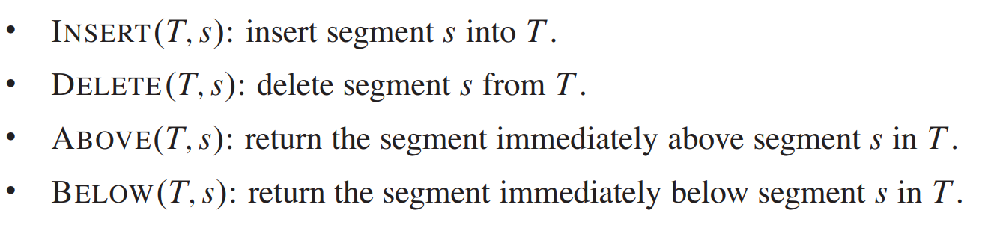 • INSERT(T, s): insert segment s into T.
• DELETE(T, s): delete segment s from T.
• ABOVE(T, s): return the segment immediately above segment s in T.
• BELOW(T, s): return the segment immediately below segment s in T.